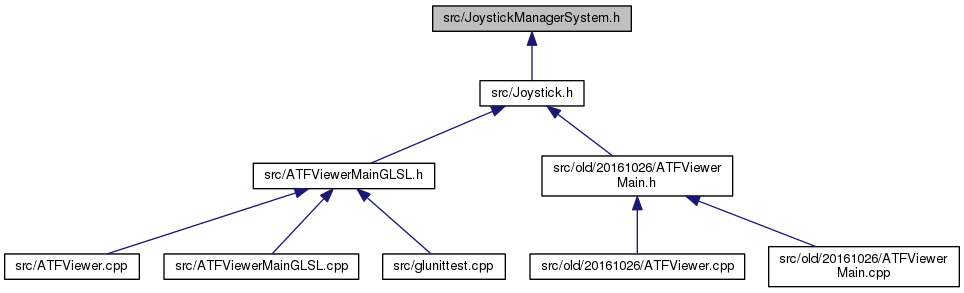 src/JoystickManagerSystem.h
src/Joystick.h
src/ATFViewerMainGLSL.h
src/old/20161026/ATFViewer
Main.h
src/ATFViewer.cpp
src/ATFViewerMainGLSL.cpp
src/glunittest.cpp
src/old/20161026/ATFViewer.cpp
src/old/20161026/ATFViewer
Main.cpp